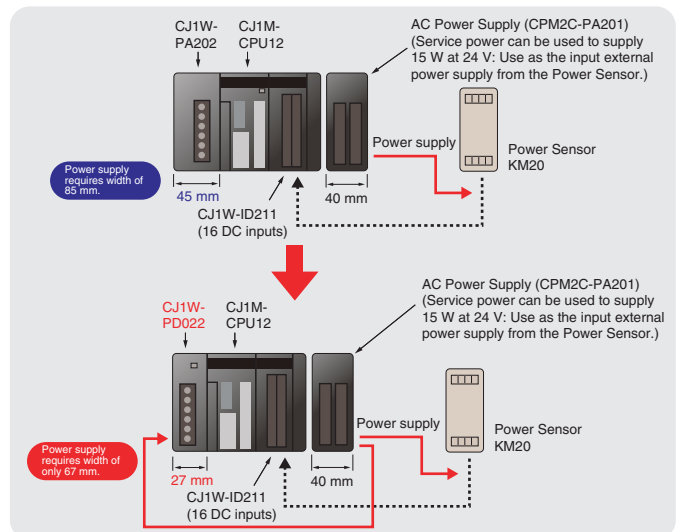 CJ1W-
PA202
CJ1M-
CPU12
AC Power Supply (CPM2C-PA201)
(Service power can be used to supply
15 W at 24 V: Use as the input external
power supply from the Power Sensor.)
Power supply
Power Sensor
KM20
Power supply
requires width of
85 mm.
45 mm
40 mm
CJ1W-ID211
(16 DC inputs)
CJ1W-
PD022
CJ1M-
CPU12
AC Power Supply (CPM2C-PA201)
(Service power can be used to supply
15 W at 24 V: Use as the input external
power supply from the Power Sensor.)
Power supply
Power Sensor
KM20
Power supply
requires width of
only 67 mm.
27 mm
40 mm
CJ1W-ID211
(16 DC inputs)